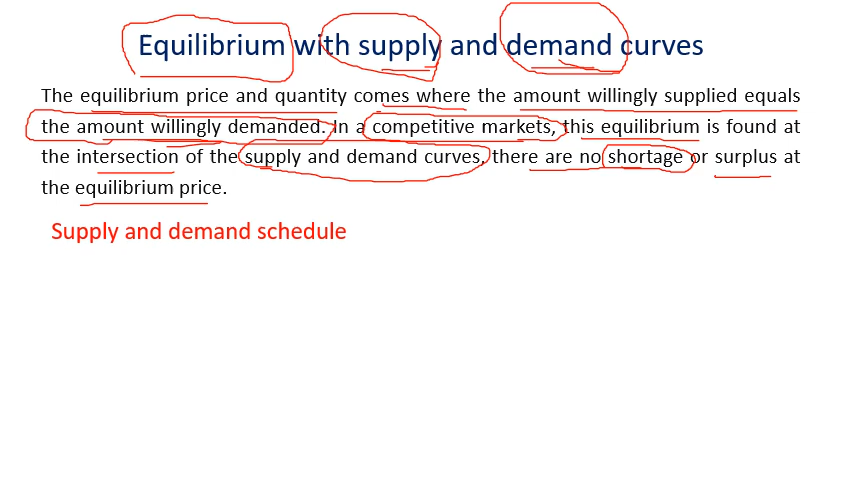 Equilibrium with supply and demand curves
The equilibrium price and quantity comes where the amount willingly supplied equals
the amount willingly demanded. In a competitive markets, this equilibrium is found at
the intersection of the supply and demand curves, there are no shortage or surplus at
the equilibrium price.
Supply and demand schedule